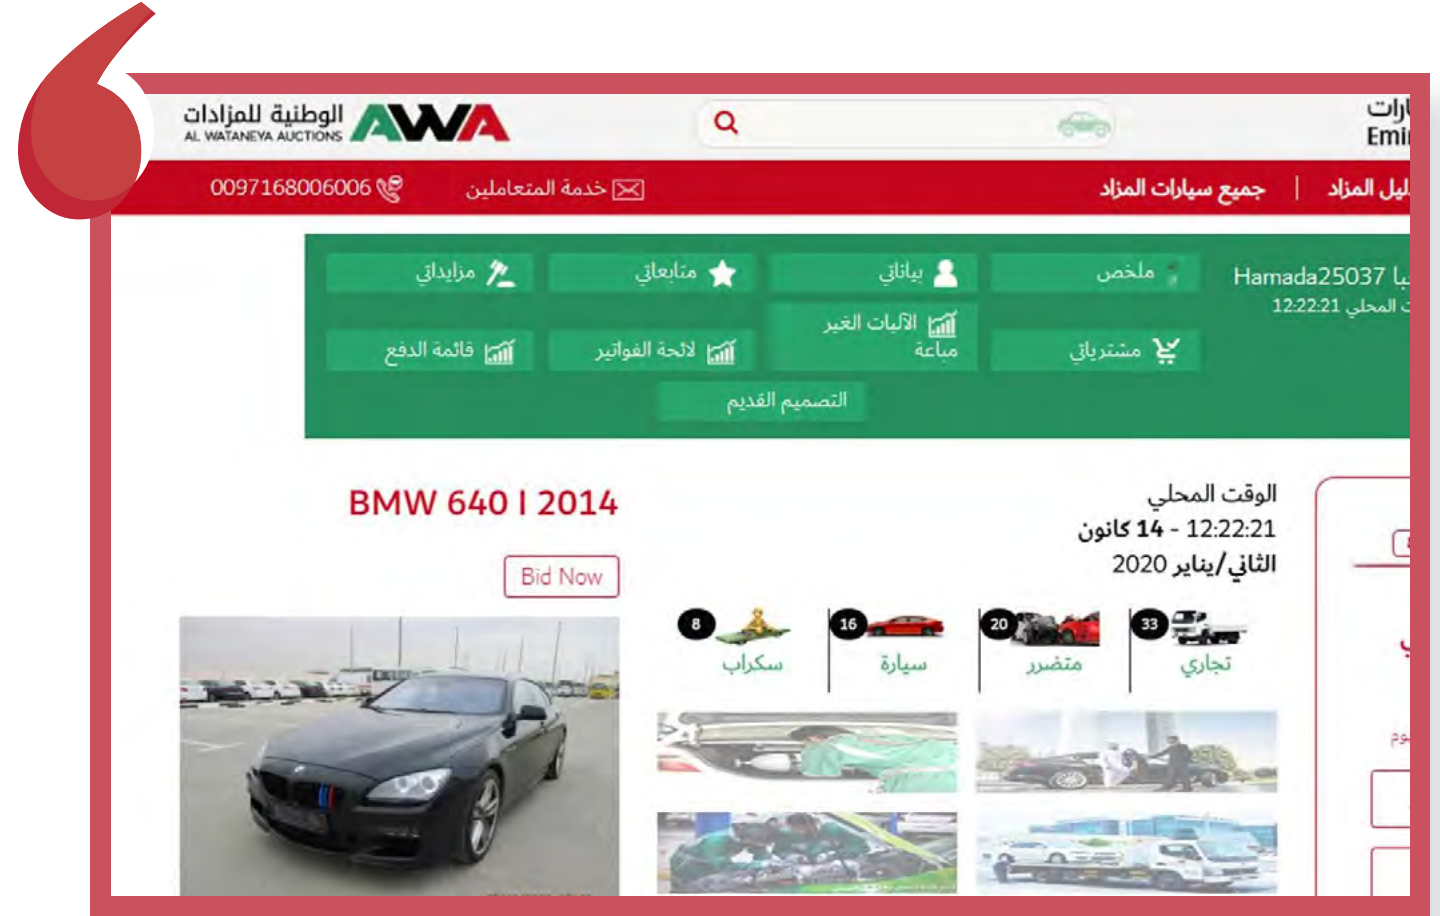 الوطنية للمزادات
AL WATANEYA AUCTIONS
AWA
0097168006006
خدمة المتعاملين
جميع سيارات المزاد
المزاد
Hamada25037
المحلي 12:22:21
ملخص
بياناتي
متابعاتي
مزايداتي
مشترياتي
الآليات الغير
مباعة
لائحة الفواتير
قائمة الدفع
التصميم القديم
الوقت المحلي
12:22:21 - 14 كانون
الثاني/يناير 2020
BMW 640 I 2014
Bid Now
33
تجاري
20
متضرر
16
سيارة
8
سكراب